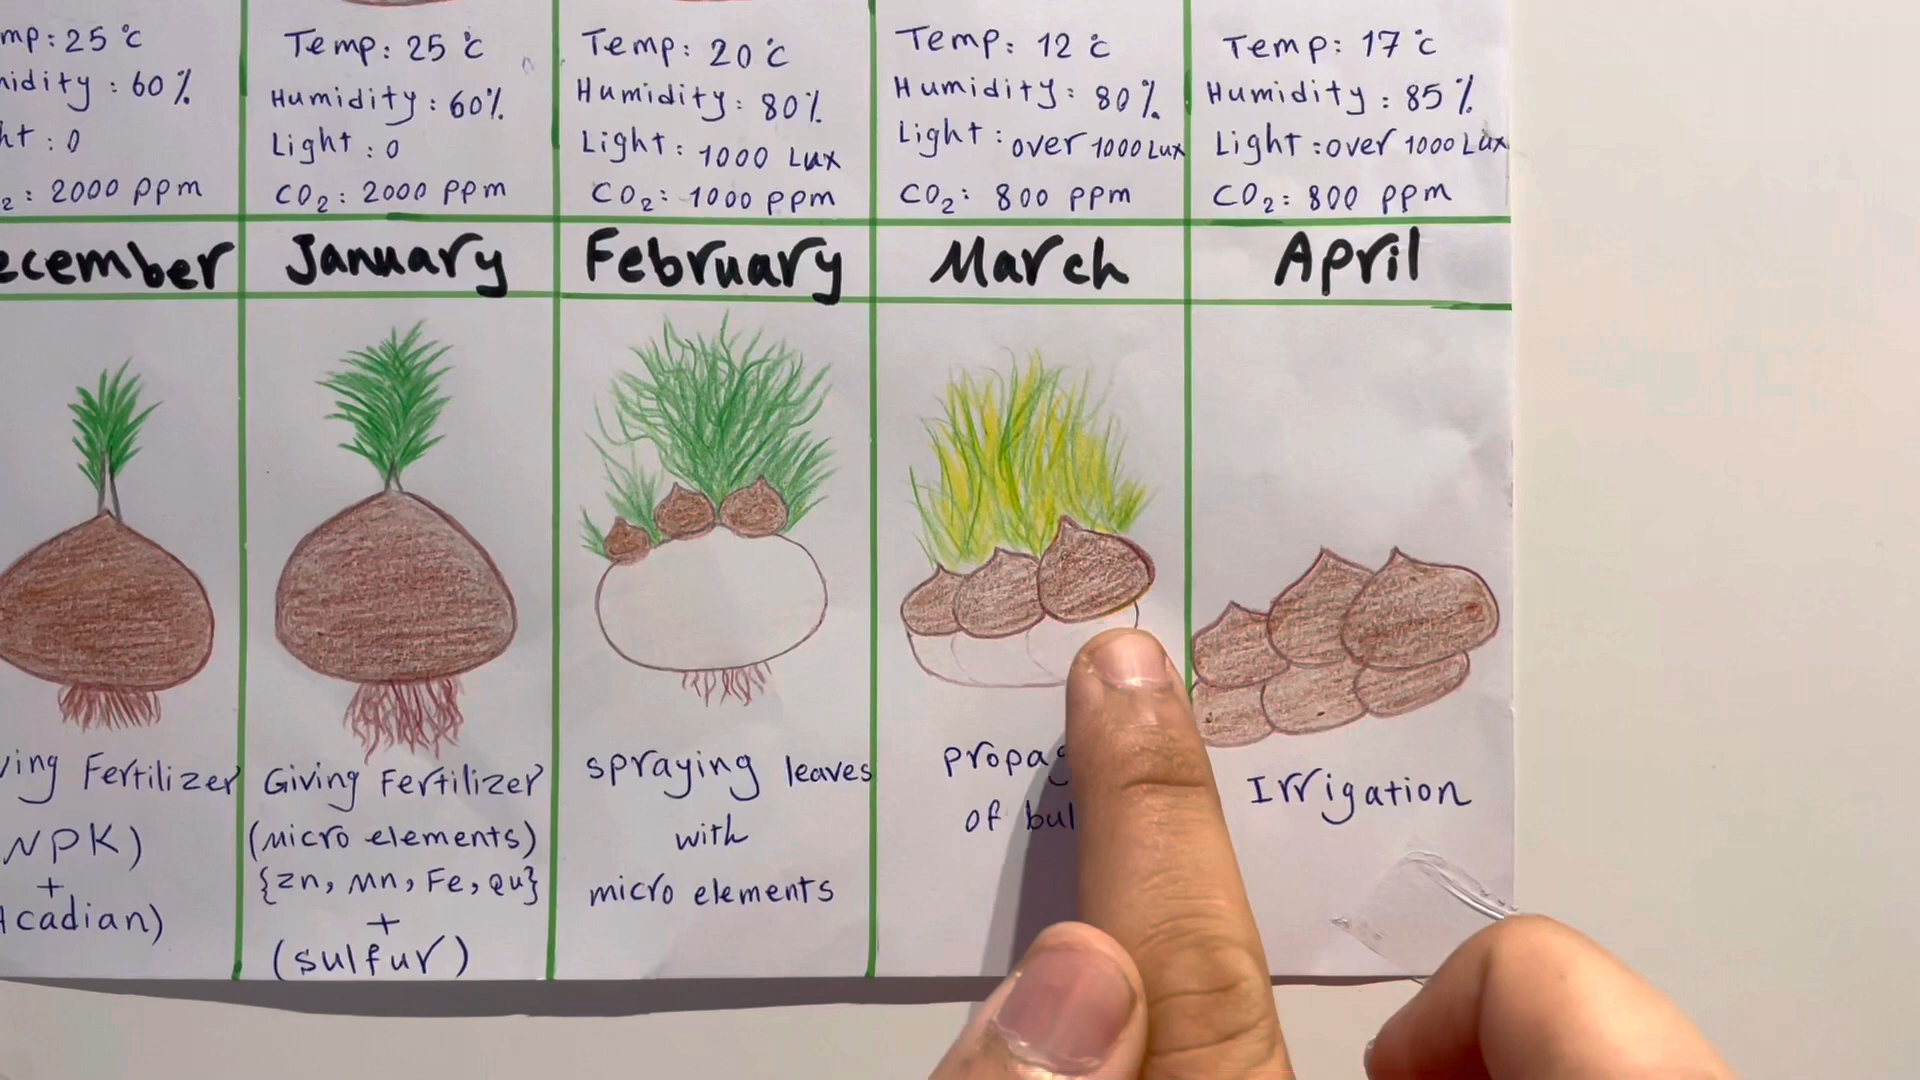 mp: 25 °c
nidity : 60 %
ht : 0
2: 2000 ppm
Temp: 25 °c
Humidity : 60%
Light : 0
CO2: 2000 ppm
Temp: 20 °c
Humidity: 80%
Light: 1000 Lux
CO2: 1000 ppm
Temp: 12 °c
Humidity: 80%
Light: over 1000 Lux
CO2: 800 ppm
Temp: 17 °c
Humidity : 85 %
Light :over 1000 Lux
CO2: 800 ppm
ecember
January
February
March
April
ving Fertilizer
NPK)
+
Acadian)
Giving Fertilizer
(micro elements)
{Zn, Mn, Fe, Qu}
+
(sulfur)
spraying leaves
with
micro elements
propag
of bul
Irrigation